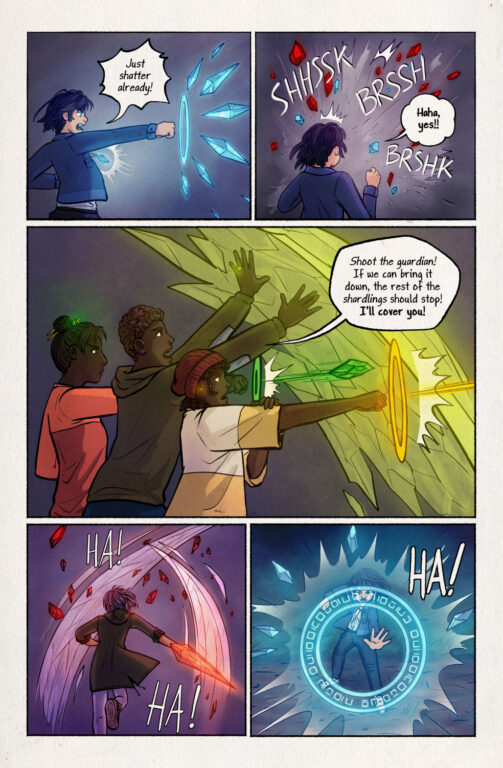 Just
shatter
already!
SHHSSK
BRSSH
Haha,
yes!!
BRSHK
Shoot the guardian!
If we can bring it
down, the rest of the
shardlings should stop!
I'll cover you!
HA!
HA!
HA!